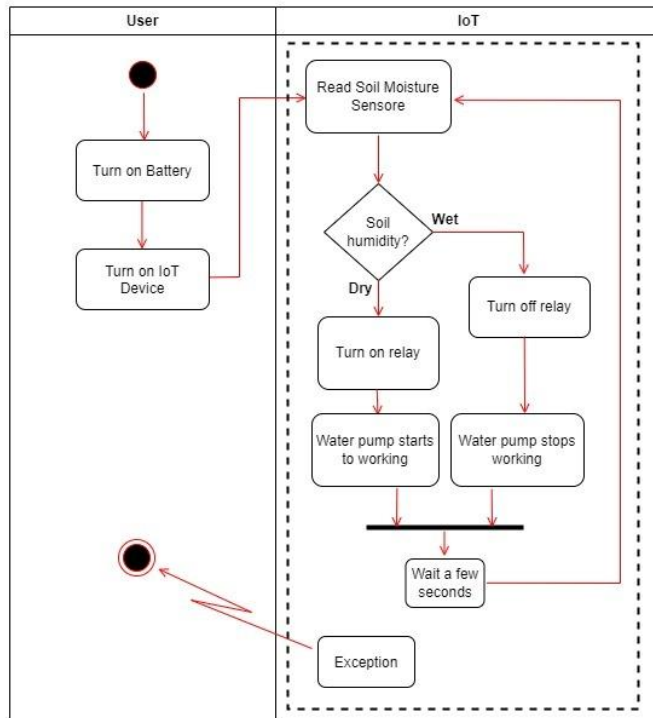 User
IoT
Read Soil Moisture
Sensore
Turn on Battery
Soil
humidity?
Wet
Turn on IoT
Device
Dry
Turn off relay
Turn on relay
Water pump starts
to working
Water pump stops
working
Wait a few
seconds
Exception